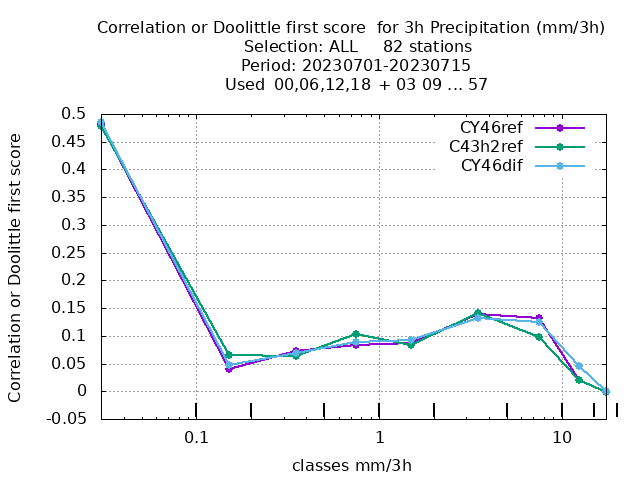 Correlation or Doolittle first score  for 3h Precipitation (mm/3h)
Selection: ALL     82 stations
Period: 20230701-20230715
Used  00,06,12,18  + 03 09 ... 57
CY46ref
C43h2ref
CY46dif
Correlation or Doolittle first score
0.5
0.45
0.4
0.35
0.3
0.25
0.2
0.15
0.1
0.05
0
-0.05
0.1
1
10
classes mm/3h